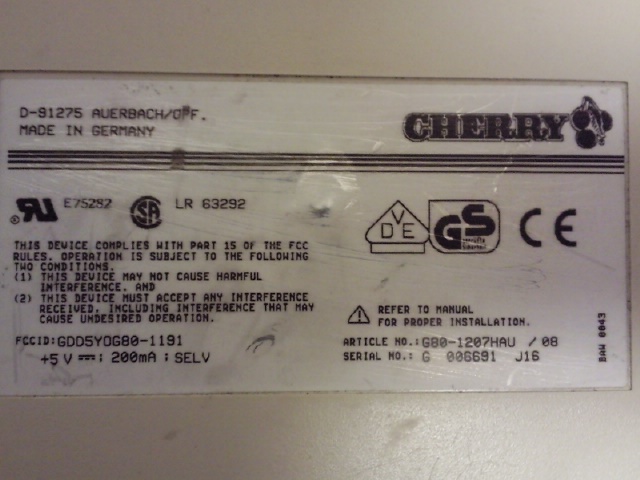 D-91275 AUERBACH/OPF.
MADE IN GERMANY
CHERRY
RU E75282 SA LR 63292
VDE GS CE
THIS DEVICE COMPLIES WITH PART 15 OF THE FCC
RULES. OPERATION IS SUBJECT TO THE FOLLOWING
TWO CONDITIONS.
(1) THIS DEVICE MAY NOT CAUSE HARMFUL
INTERFERENCE. AND
(2) THIS DEVICE MUST ACCEPT ANY INTERFERENCE
RECEIVED, INCLUDING INTERFERENCE THAT MAY
CAUSE UNDESIRED OPERATION.
FCCID:GDD5YOG80-1191
+5 V ⎓; 200mA ; SELV
REFER TO MANUAL
FOR PROPER INSTALLATION.
ARTICLE NO.:G80-1207HAU / 08
SERIAL NO.: G 006691 J16
BAW 0043